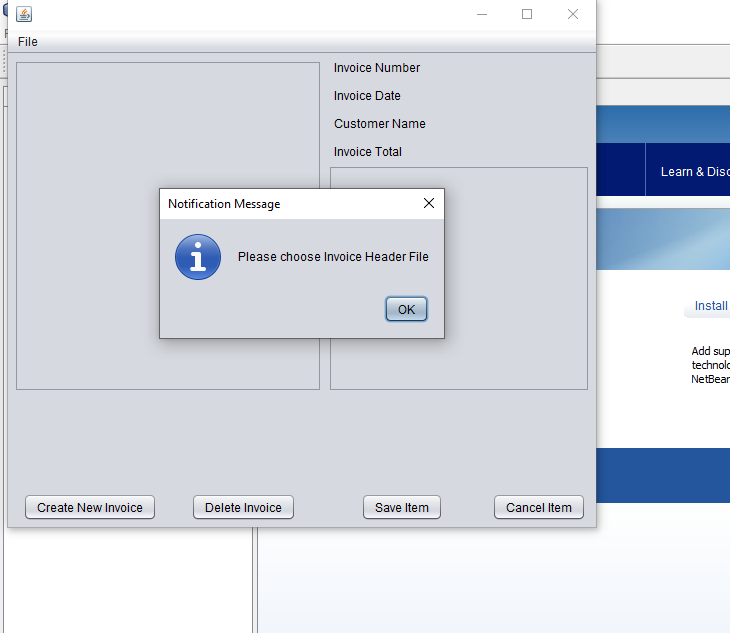 File
Invoice Number
Invoice Date
Customer Name
Invoice Total
Learn & Disc
Notification Message
Please choose Invoice Header File
OK
Install
Add sup
technolo
NetBean
Create New Invoice
Delete Invoice
Save Item
Cancel Item